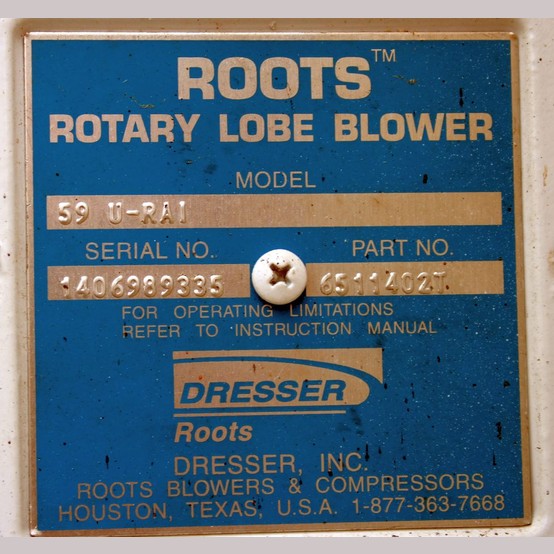 ROOTS™
ROTARY LOBE BLOWER
MODEL
59 U-RAI
SERIAL NO. PART NO.
1406989335 6511402T
FOR OPERATING LIMITATIONS
REFER TO INSTRUCTION MANUAL
DRESSER
Roots
DRESSER, INC.
ROOTS BLOWERS & COMPRESSORS
HOUSTON, TEXAS, U.S.A. 1-877-363-7668